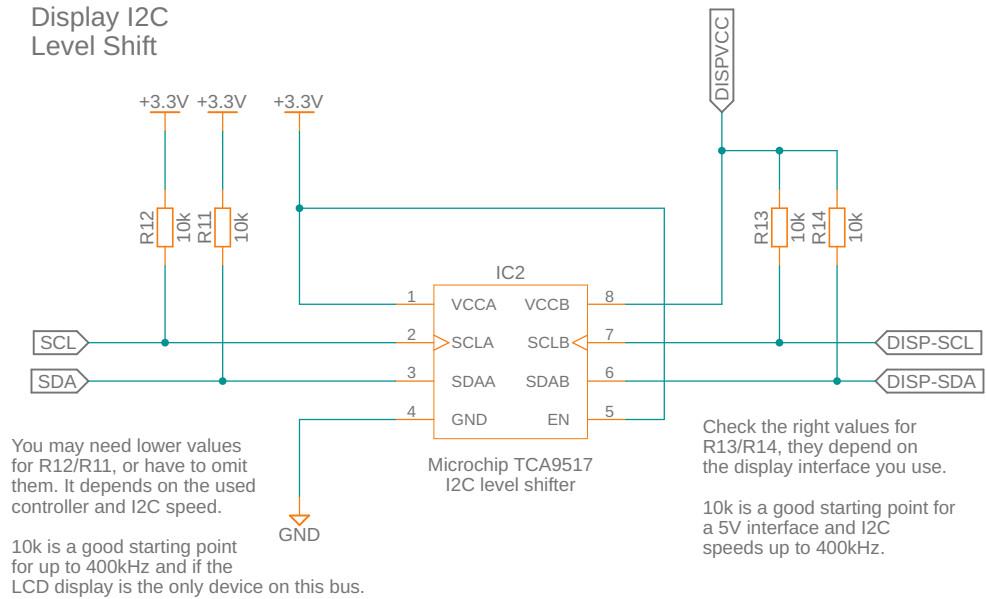 Display I2C
Level Shift
DISPVCC
+3.3V +3.3V +3.3V
R12 10k R11 10k
R13 10k R14 10k
IC2
1 VCCA VCCB 8
SCL 2 SCLA SCLB 7 DISP-SCL
SDA 3 SDAA SDAB 6 DISP-SDA
4 GND EN 5
Microchip TCA9517
I2C level shifter
GND
You may need lower values
for R12/R11, or have to omit
them. It depends on the used
controller and I2C speed.
10k is a good starting point
for up to 400kHz and if the
LCD display is the only device on this bus.
Check the right values for
R13/R14, they depend on
the display interface you use.
10k is a good starting point for
a 5V interface and I2C
speeds up to 400kHz.